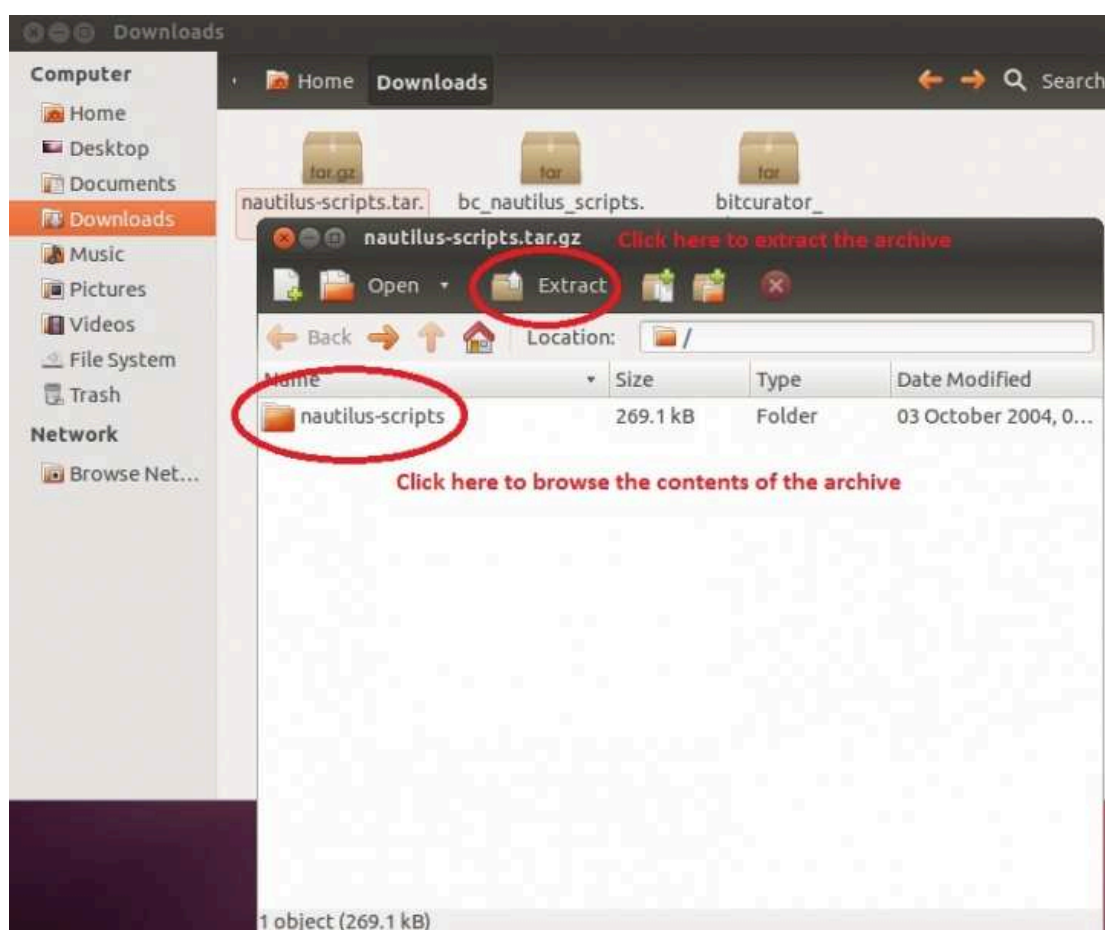 Downloads
Computer
Home
Desktop
Documents
Downloads
Music
Pictures
Videos
File System
Trash
Network
Browse Net...
Home Downloads
Search
tar.gz
nautilus-scripts.tar.
tar
bc_nautilus_scripts.
tar
bitcurator_
nautilus-scripts.tar.gz
Click here to extract the archive
Open Extract
Back Location: /
Name Size Type Date Modified
nautilus-scripts 269.1 kB Folder 03 October 2004, 0...
Click here to browse the contents of the archive
1 object (269.1 kB)